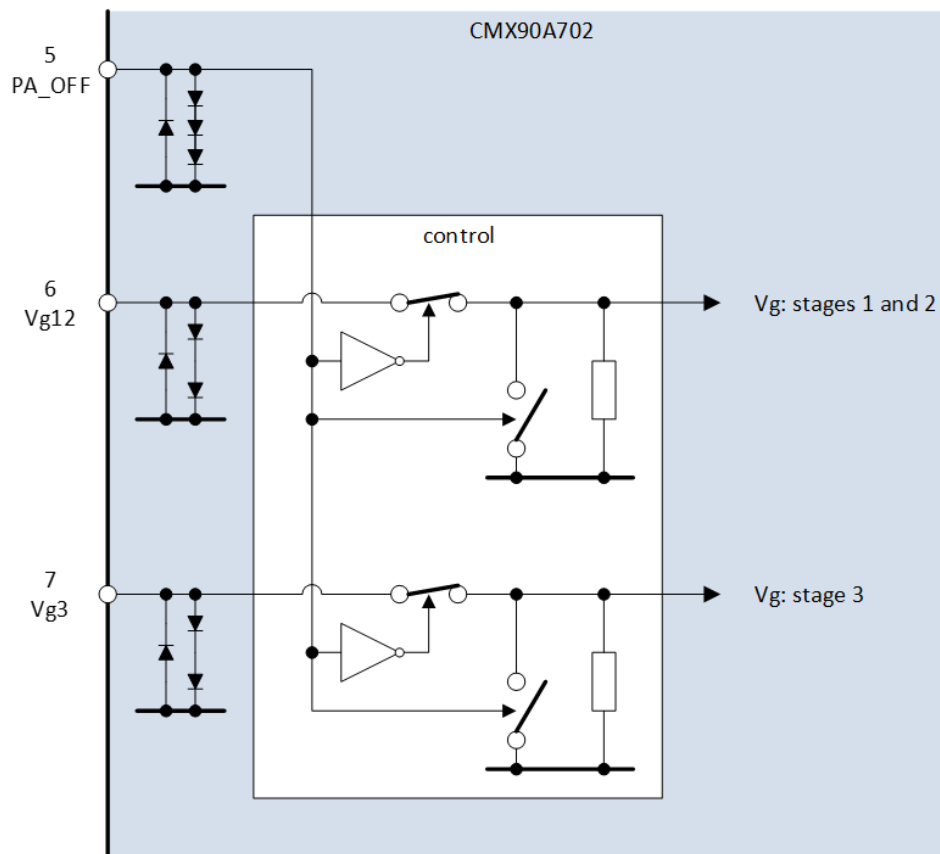 CMX90A702
5
PA_OFF
control
6
Vg12
Vg: stages 1 and 2
7
Vg3
Vg: stage 3